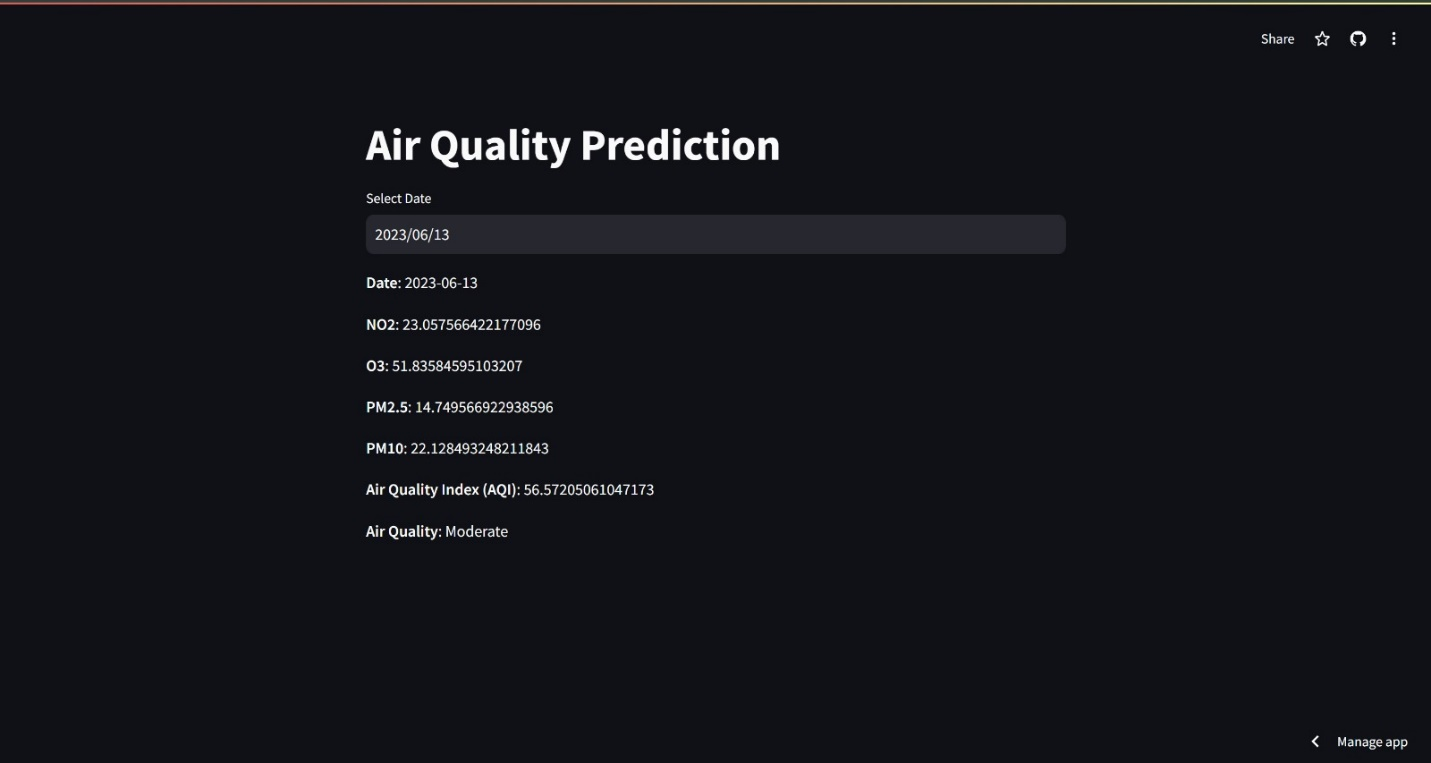 Share
Air Quality Prediction
Select Date
2023/06/13
Date: 2023-06-13
NO2: 23.057566422177096
O3: 51.83584595103207
PM2.5: 14.749566922938596
PM10: 22.128493248211843
Air Quality Index (AQI): 56.57205061047173
Air Quality: Moderate
Manage app